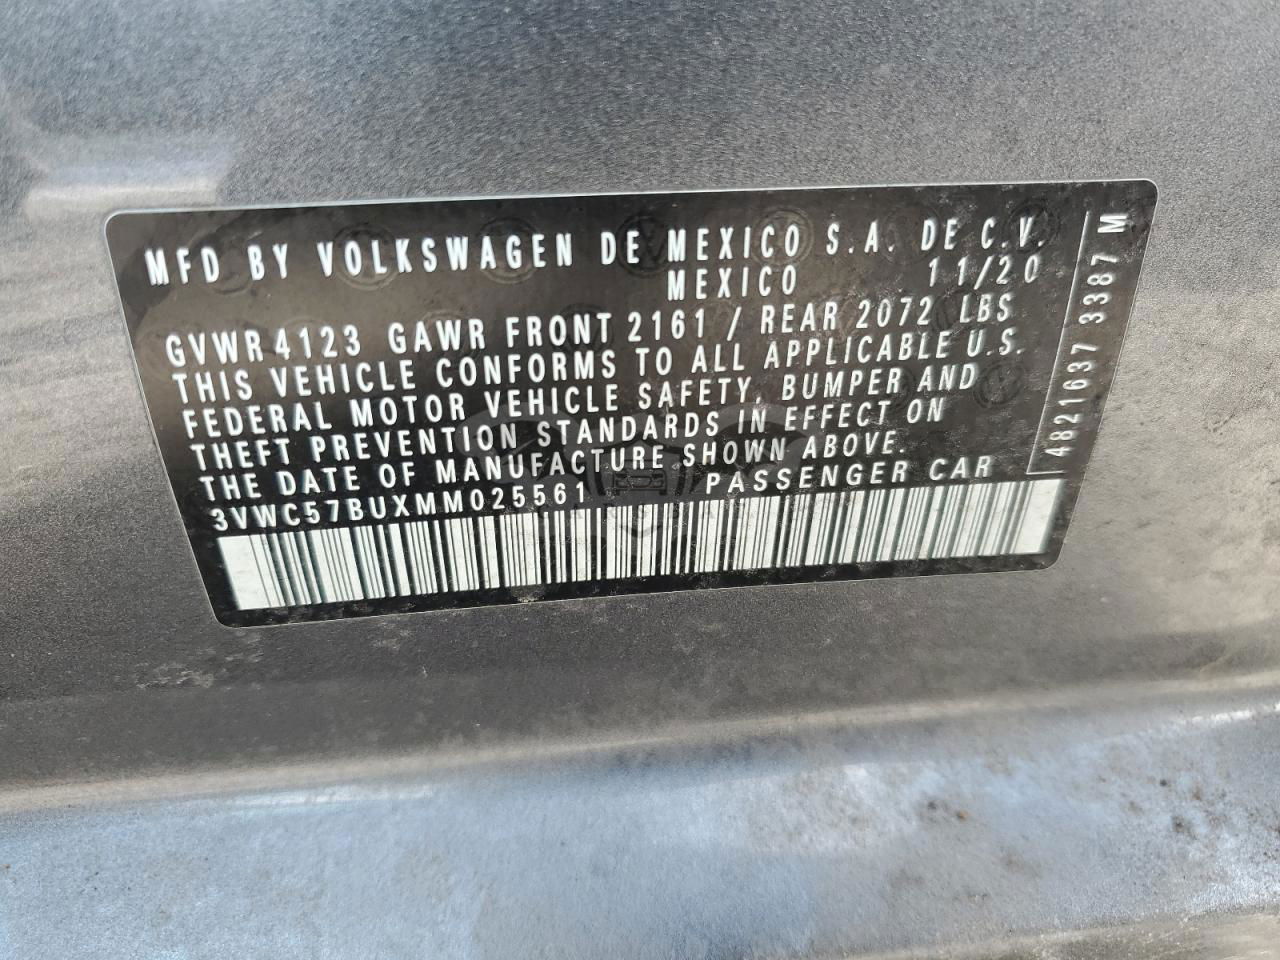 MFD BY VOLKSWAGEN DE MEXICO S.A. DE C.V.
MEXICO 11/20
GVWR 4123 GAWR FRONT 2161 / REAR 2072 LBS
THIS VEHICLE CONFORMS TO ALL APPLICABLE U.S.
FEDERAL MOTOR VEHICLE SAFETY, BUMPER AND
THEFT PREVENTION STANDARDS IN EFFECT ON
THE DATE OF MANUFACTURE SHOWN ABOVE.
3VWC57BUXMM025561 PASSENGER CAR
4821637 3387 M